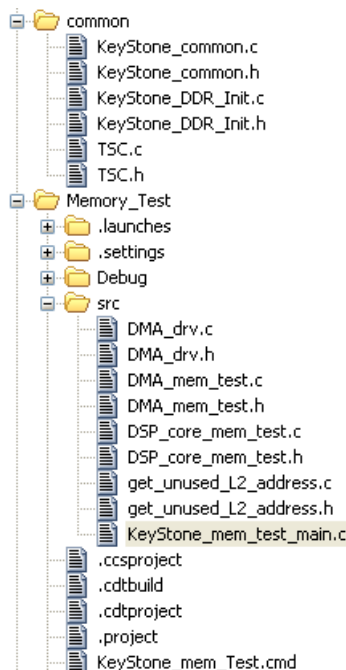 common
KeyStone_common.c
KeyStone_common.h
KeyStone_DDR_Init.c
KeyStone_DDR_Init.h
TSC.c
TSC.h
Memory_Test
.launches
.settings
Debug
src
DMA_drv.c
DMA_drv.h
DMA_mem_test.c
DMA_mem_test.h
DSP_core_mem_test.c
DSP_core_mem_test.h
get_unused_L2_address.c
get_unused_L2_address.h
KeyStone_mem_test_main.c
.ccsproject
.cdtbuild
.cdtproject
.project
KeyStone_mem_Test.cmd